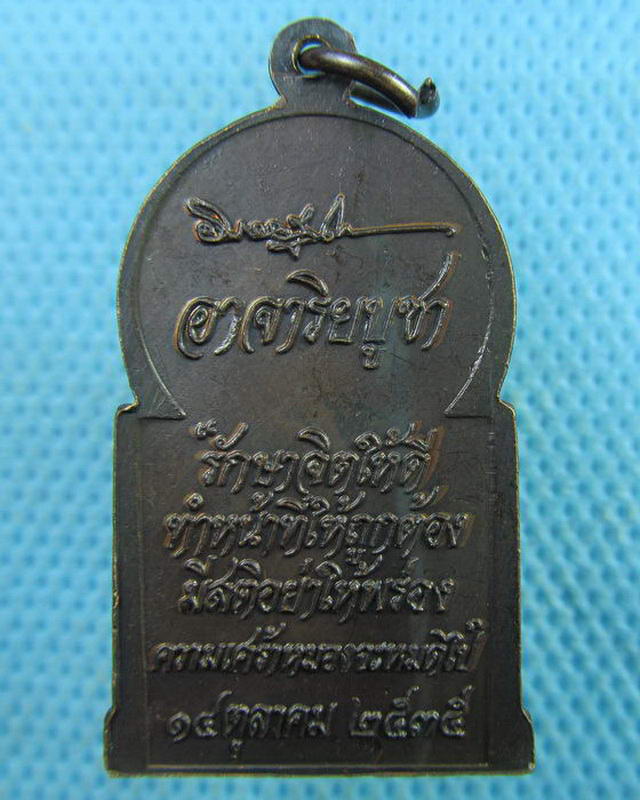 อาจาริยบูชา
รักษาจิตให้ดี
ทำหน้าที่ให้ถูกต้อง
มีสติอย่าให้พร่อง
ความเศร้าหมองจะหมดไป
๑๔ ตุลาคม ๒๕๓๕